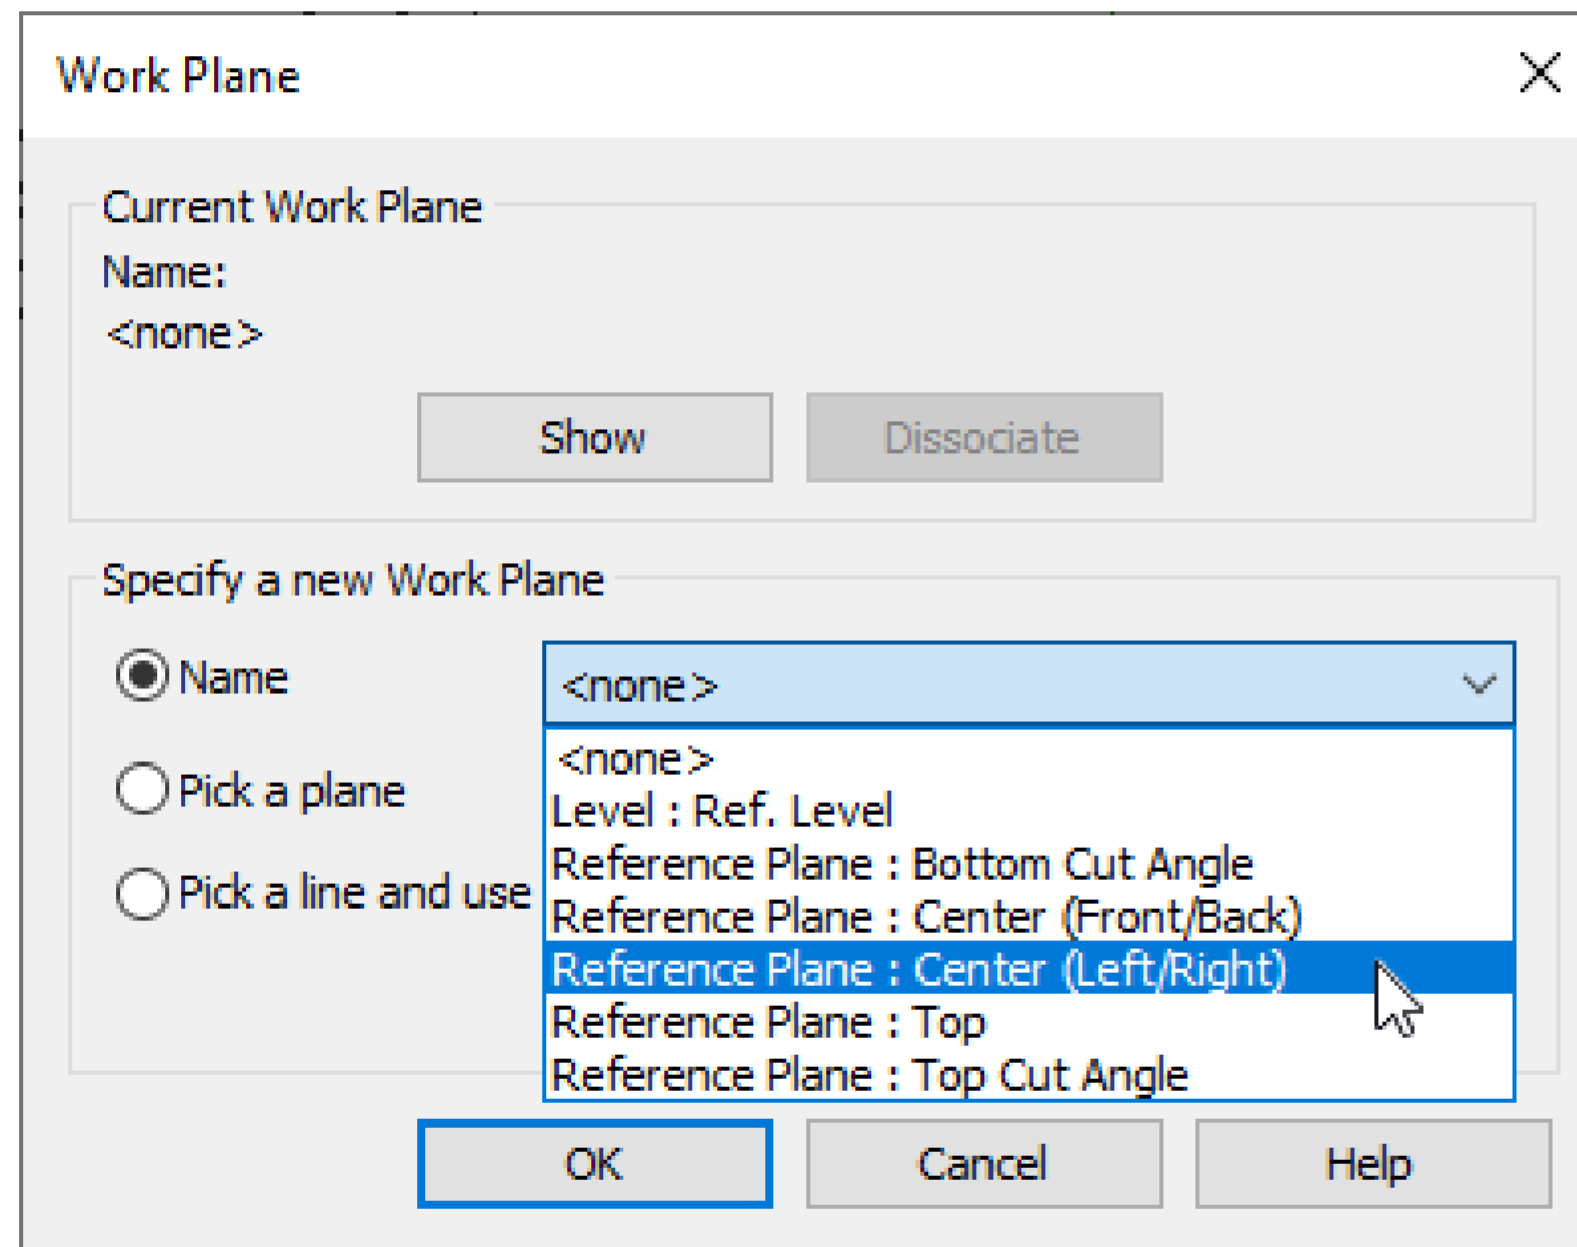 Work Plane
Current Work Plane
Name:
<none>
Show
Dissociate
Specify a new Work Plane
Name
<none>
<none>
Level : Ref. Level
Pick a plane
Reference Plane : Bottom Cut Angle
Pick a line and use
Reference Plane : Center (Front/Back)
Reference Plane : Center (Left/Right)
Reference Plane : Top
Reference Plane : Top Cut Angle
OK
Cancel
Help